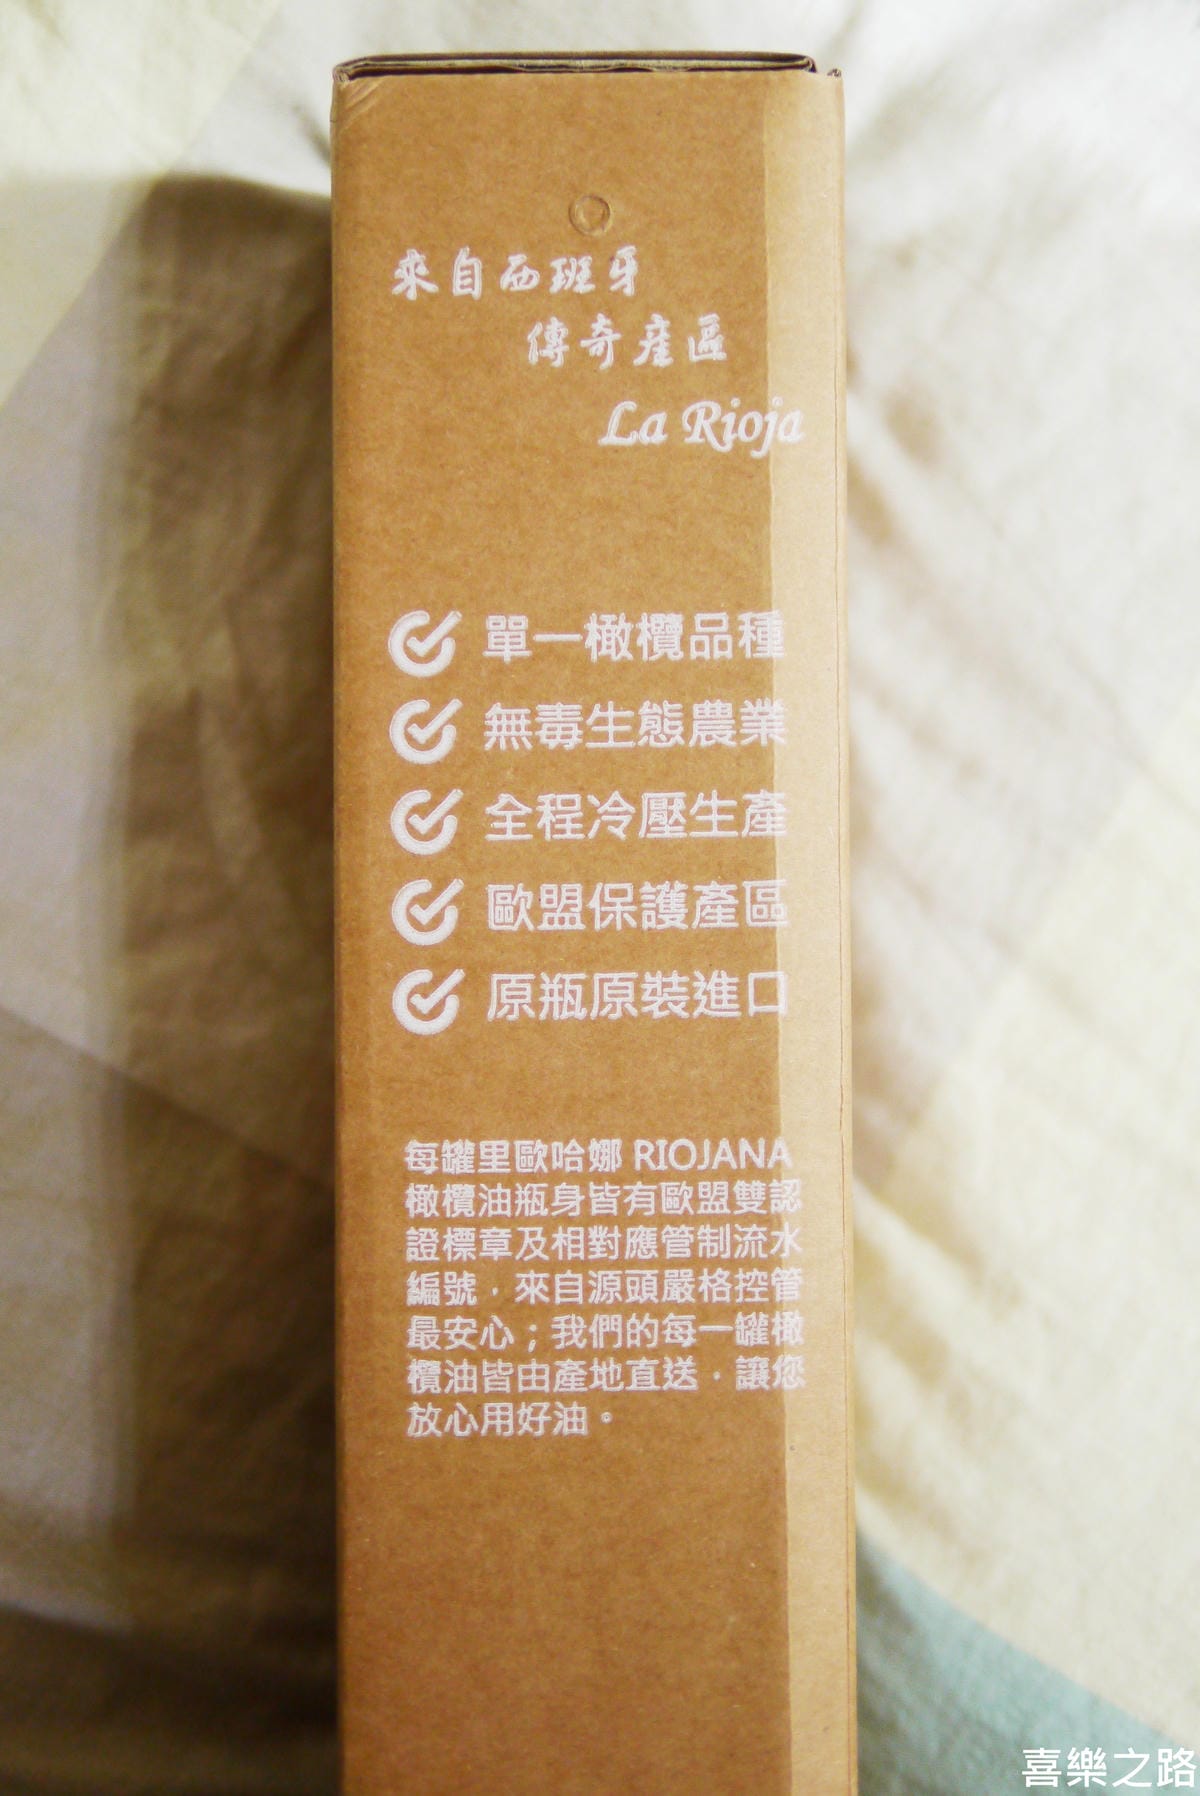 來自西班牙
傳奇產區
La Rioja
單一橄欖品種
無毒生態農業
全程冷壓生產
歐盟保護產區
原瓶原裝進口
每罐里歐哈娜 RIOJANA
橄欖油瓶身皆有歐盟雙認
證標章及相對應管制流水
編號，來自源頭嚴格控管
最安心；我們的每一罐橄
欖油皆由產地直送，讓您
放心用好油。
喜樂之路